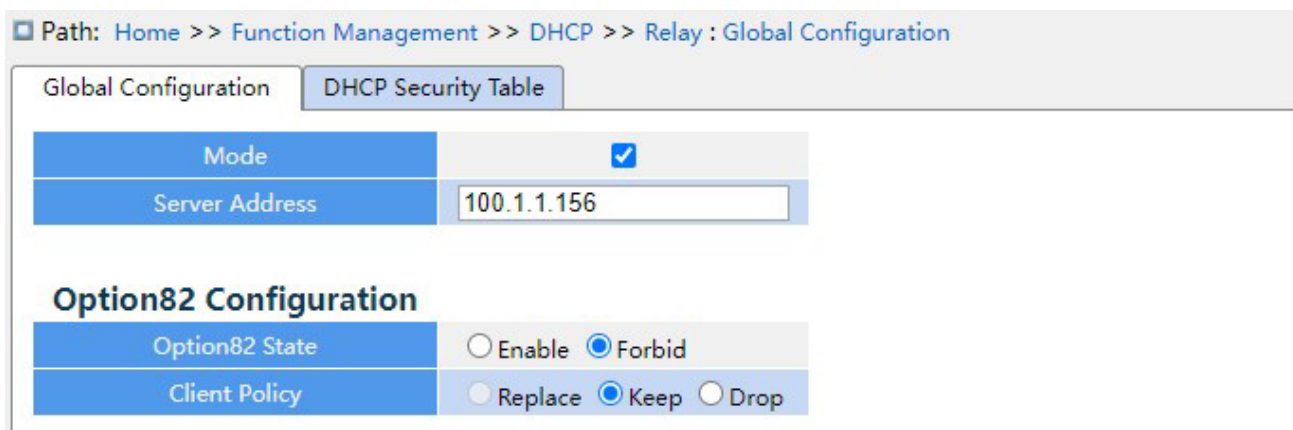 Path: Home >> Function Management >> DHCP >> Relay : Global Configuration
Global Configuration DHCP Security Table
Mode
Server Address 100.1.1.156
Option82 Configuration
Option82 State Enable Forbid
Client Policy Replace Keep Drop